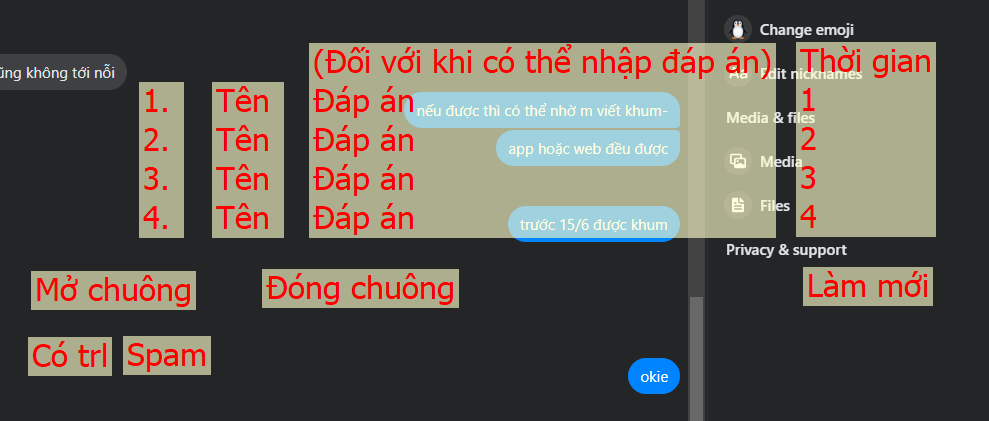 Change emoji
(Đối với khi có thể nhập đáp án) Thời gian
ũng không tới nỗi
Aa Edit nicknames
1. Tên Đáp án nếu được thì có thể nhờ m viết khum- 1
Media & files
2. Tên Đáp án app hoặc web đều được 2
Media
3. Tên Đáp án 3
Files
4. Tên Đáp án trước 15/6 được khum 4
Privacy & support
Mở chuông Đóng chuông Làm mới
Có trl Spam
okie